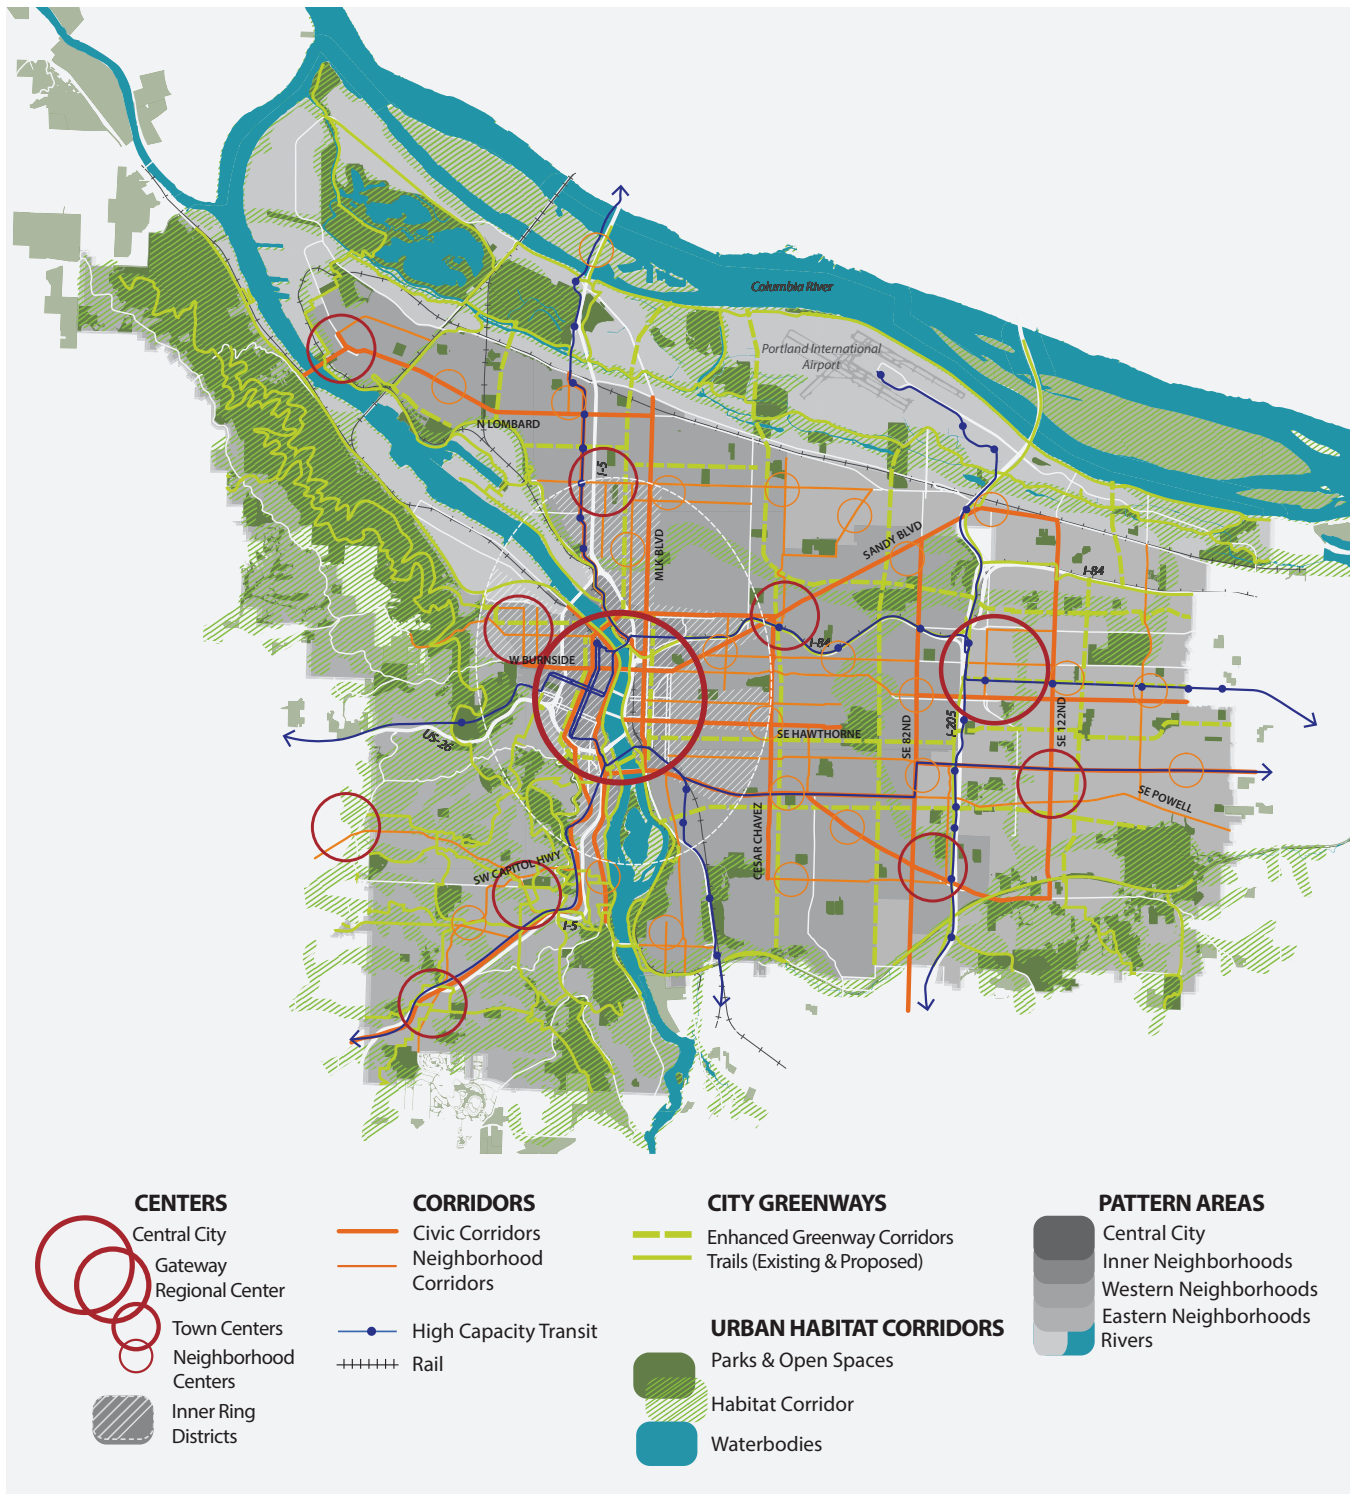 Columbia River
Portland International
Airport
N LOMBARD
I-5
MLK BLVD
SANDY BLVD
I-84
I-84
W BURNSIDE
US-26
SE HAWTHORNE
SE 82ND
I-205
SE 122ND
SE POWELL
CESAR CHAVEZ
SW CAPITOL HWY
I-5
CENTERS
Central City
Gateway
Regional Center
Town Centers
Neighborhood
Centers
Inner Ring
Districts
CORRIDORS
Civic Corridors
Neighborhood
Corridors
High Capacity Transit
Rail
CITY GREENWAYS
Enhanced Greenway Corridors
Trails (Existing & Proposed)
URBAN HABITAT CORRIDORS
Parks & Open Spaces
Habitat Corridor
Waterbodies
PATTERN AREAS
Central City
Inner Neighborhoods
Western Neighborhoods
Eastern Neighborhoods
Rivers